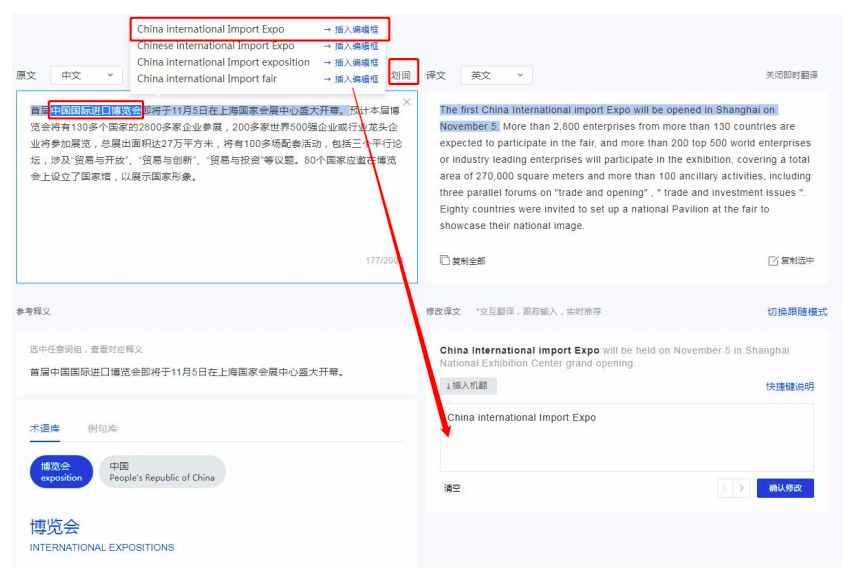 China international Import Expo → 插入编辑框
Chinese international Import Expo → 插入编辑框
China international Import exposition → 插入编辑框
China international Import fair → 插入编辑框
原文 中文 划词
首届中国国际进口博览会即将于11月5日在上海国家会展中心盛大开幕。预计本届博
览会将有130多个国家的2800多家企业参展，200多家世界500强企业或行业龙头企
业将参加展览，总展出面积达27万平方米，将有100多场配套活动，包括三个平行论
坛，涉及“贸易与开放”、“贸易与创新”、“贸易与投资”等议题。80个国家应邀在博览
会上设立了国家馆，以展示国家形象。
177/2000
译文 英文 关闭即时翻译
The first China International import Expo will be opened in Shanghai on
November 5. More than 2,800 enterprises from more than 130 countries are
expected to participate in the fair, and more than 200 top 500 world enterprises
or industry leading enterprises will participate in the exhibition, covering a total
area of 270,000 square meters and more than 100 ancillary activities, including
three parallel forums on "trade and opening" , " trade and investment issues ".
Eighty countries were invited to set up a national Pavilion at the fair to
showcase their national image.
复制全部 复制选中
参考释义
选中任意词组，查看对应释义
首届中国国际进口博览会即将于11月5日在上海国家会展中心盛大开幕。
术语库 例句库
博览会
exposition
中国
People's Republic of China
博览会
INTERNATIONAL EXPOSITIONS
修改译文 *交互翻译，跟踪输入，实时推荐 切换跟随模式
China International import Expo will be held on November 5 in Shanghai
National Exhibition Center grand opening.
↓插入机翻 快捷键说明
China international Import Expo
清空 确认修改